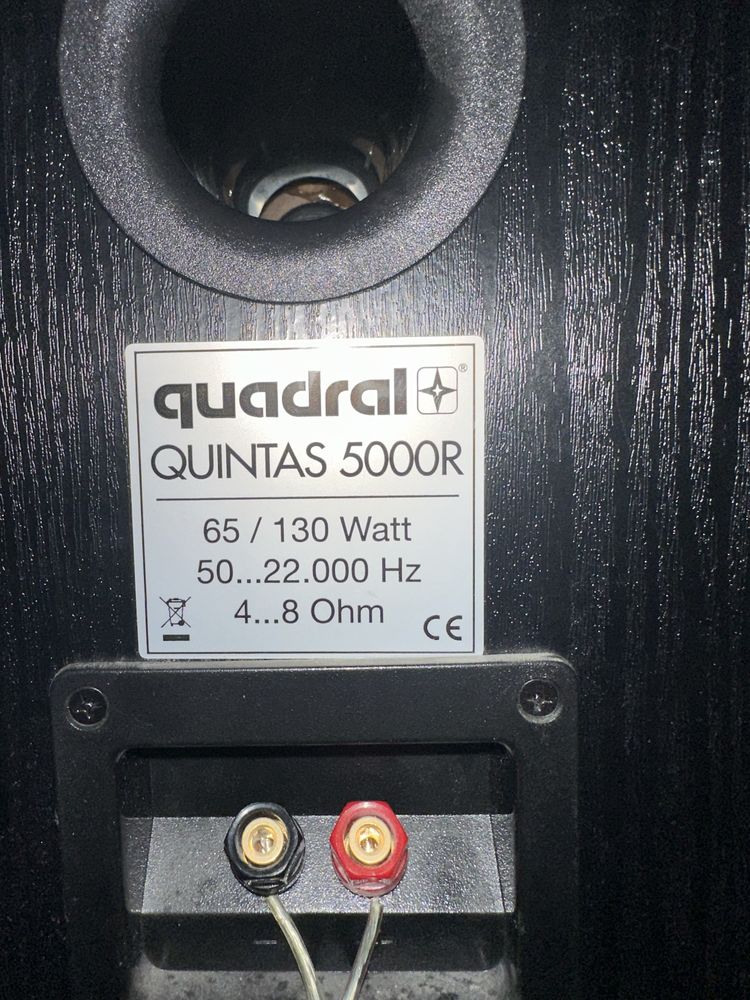 quadral®
QUINTAS 5000R
65 / 130 Watt
50...22.000 Hz
4...8 Ohm
CE